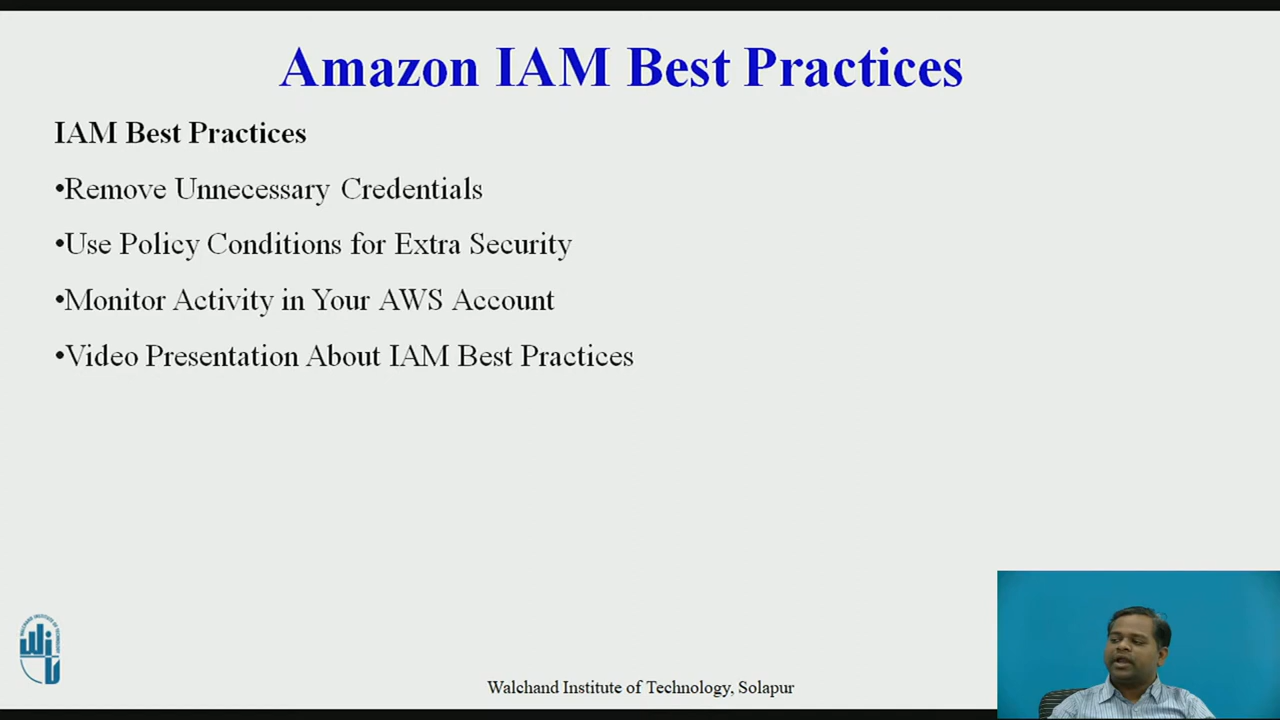 Amazon IAM Best Practices
IAM Best Practices
•Remove Unnecessary Credentials
•Use Policy Conditions for Extra Security
•Monitor Activity in Your AWS Account
•Video Presentation About IAM Best Practices
Walchand Institute of Technology, Solapur